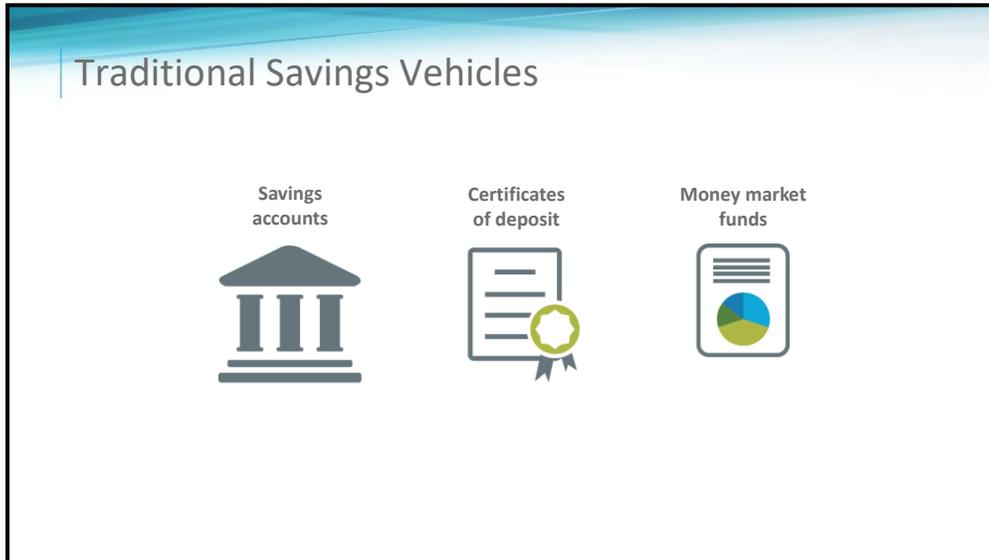 Traditional Savings Vehicles
Savings
accounts
Certificates
of deposit
Money market
funds